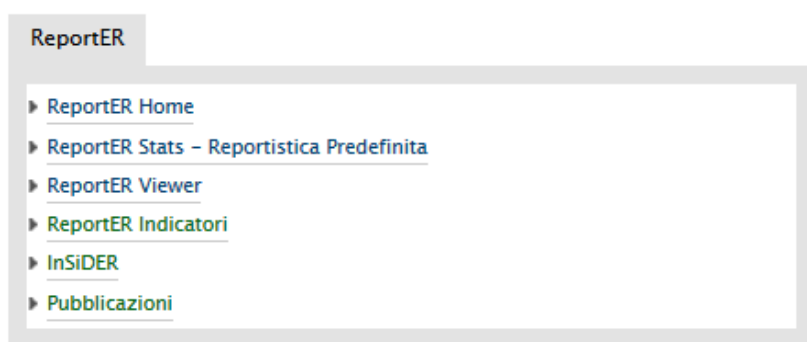 ReportER
ReportER Home
ReportER Stats - Reportistica Predefinita
ReportER Viewer
ReportER Indicatori
InSiDER
Pubblicazioni